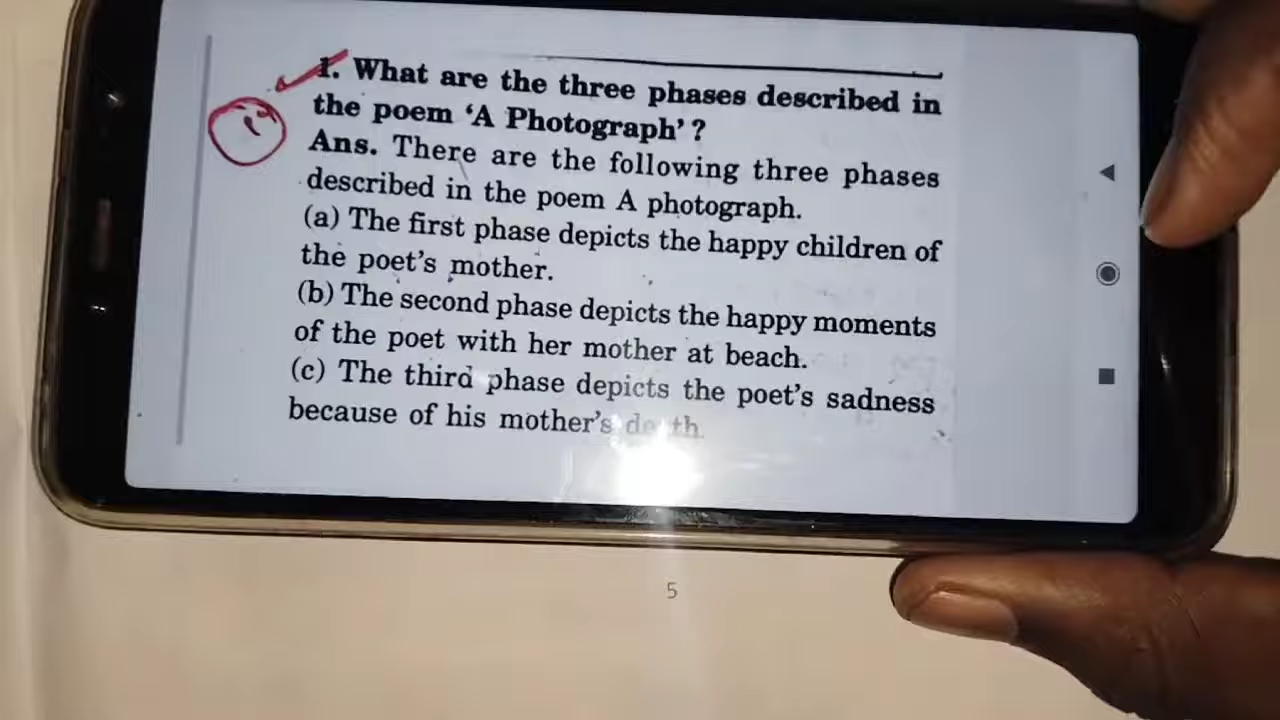 1. What are the three phases described in
the poem ‘A Photograph’ ?
Ans. There are the following three phases
described in the poem A photograph.
(a) The first phase depicts the happy children of
the poet’s mother.
(b) The second phase depicts the happy moments
of the poet with her mother at beach.
(c) The third phase depicts the poet’s sadness
because of his mother’s death.
5